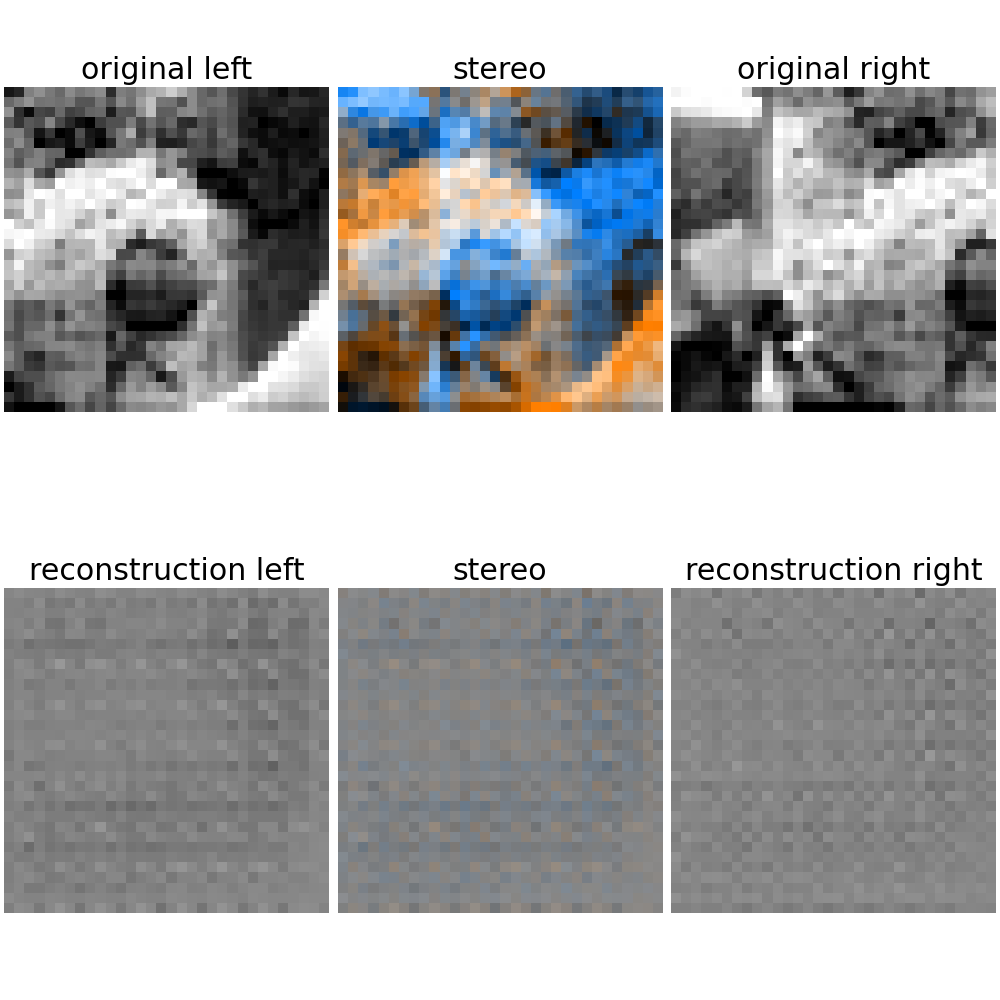 original left
stereo
original right
reconstruction left
stereo
reconstruction right